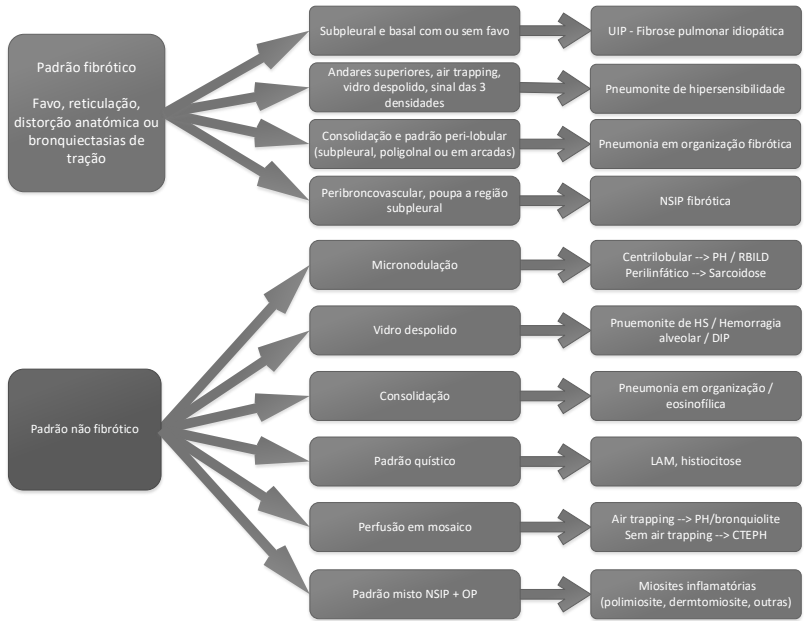 Padrão fibrótico
Favo, reticulação,
distorção anatómica ou
bronquiectasias de
tração
Subpleural e basal com ou sem favo
UIP - Fibrose pulmonar idiopática
Andares superiores, air trapping,
vidro despolido, sinal das 3
densidades
Pneumonite de hipersensibilidade
Consolidação e padrão peri-lobular
(subpleural, poligolnal ou em arcadas)
Pneumonia em organização fibrótica
Peribroncovascular, poupa a região
subpleural
NSIP fibrótica
Padrão não fibrótico
Micronodulação
Centrilobular --> PH / RBILD
Perilinfático --> Sarcoidose
Vidro despolido
Pnuemonite de HS / Hemorragia
alveolar / DIP
Consolidação
Pneumonia em organização /
eosinofílica
Padrão quístico
LAM, histiocitose
Perfusão em mosaico
Air trapping --> PH/bronquiolite
Sem air trapping --> CTEPH
Padrão misto NSIP + OP
Miosites inflamatórias
(polimiosite, dermtomiosite, outras)